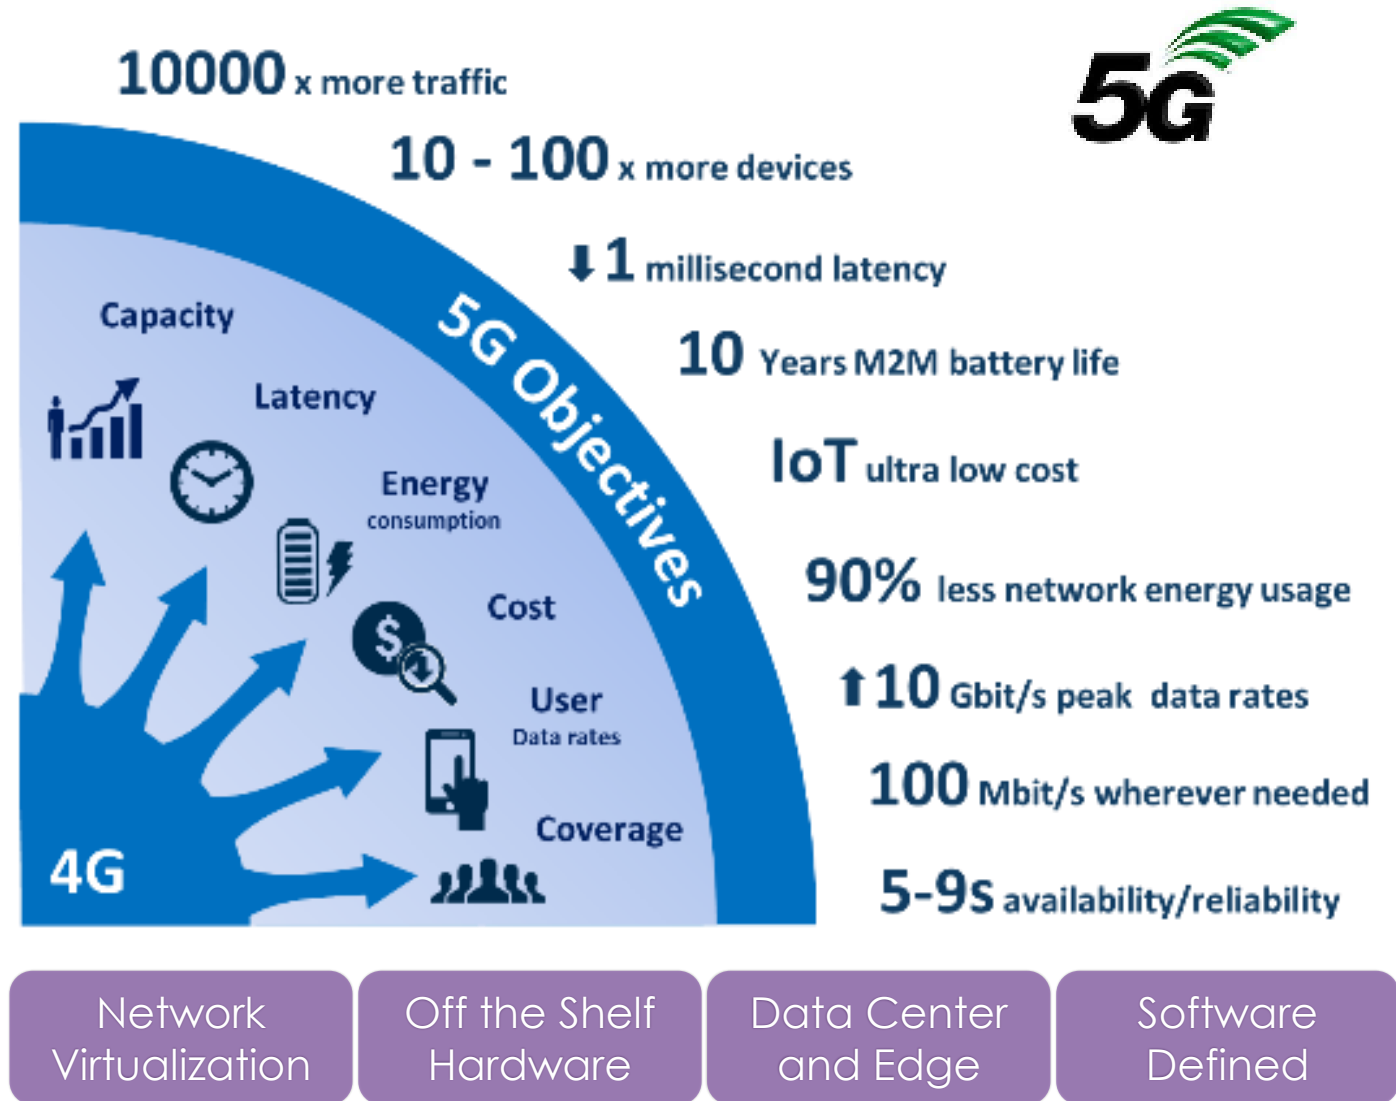 5G
10000 x more traffic
10 - 100 x more devices
1 millisecond latency
10 Years M2M battery life
IoT ultra low cost
90% less network energy usage
10 Gbit/s peak data rates
100 Mbit/s wherever needed
5-9s availability/reliability
5G Objectives
Capacity
Latency
Energy
consumption
Cost
$
User
Data rates
Coverage
4G
Network
Virtualization
Off the Shelf
Hardware
Data Center
and Edge
Software
Defined